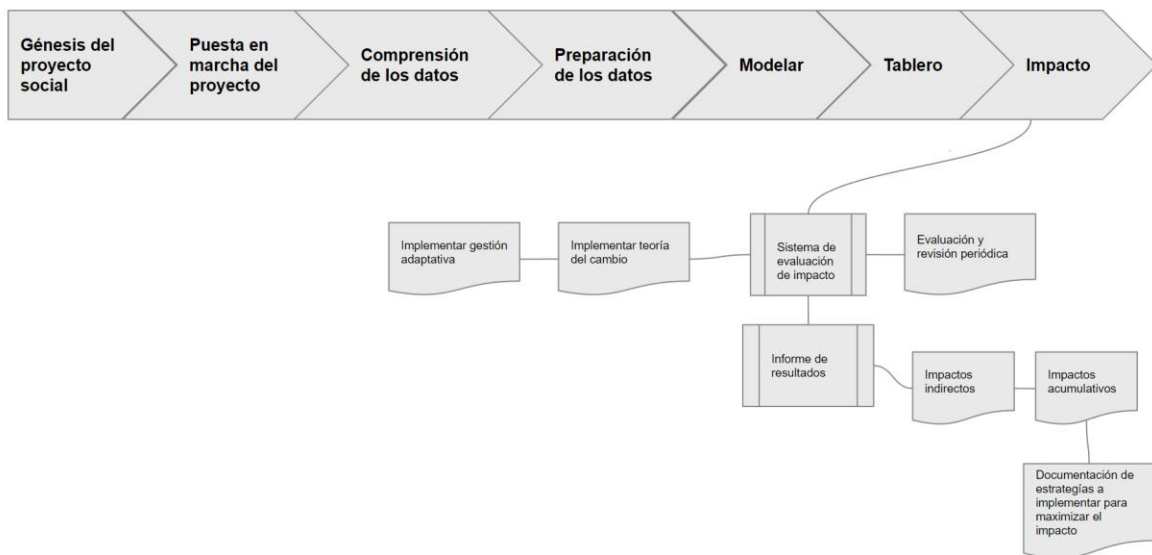 Génesis del
proyecto
social
Puesta en
marcha del
proyecto
Comprensión
de los datos
Preparación
de los datos
Modelar
Tablero
Impacto
Implementar gestión
adaptativa
Implementar teoría
del cambio
Sistema de
evaluación
de impacto
Evaluación y
revisión periódica
Informe de
resultados
Impactos
indirectos
Impactos
acumulativos
Documentación de
estrategías a
implementar para
maximizar el
impacto